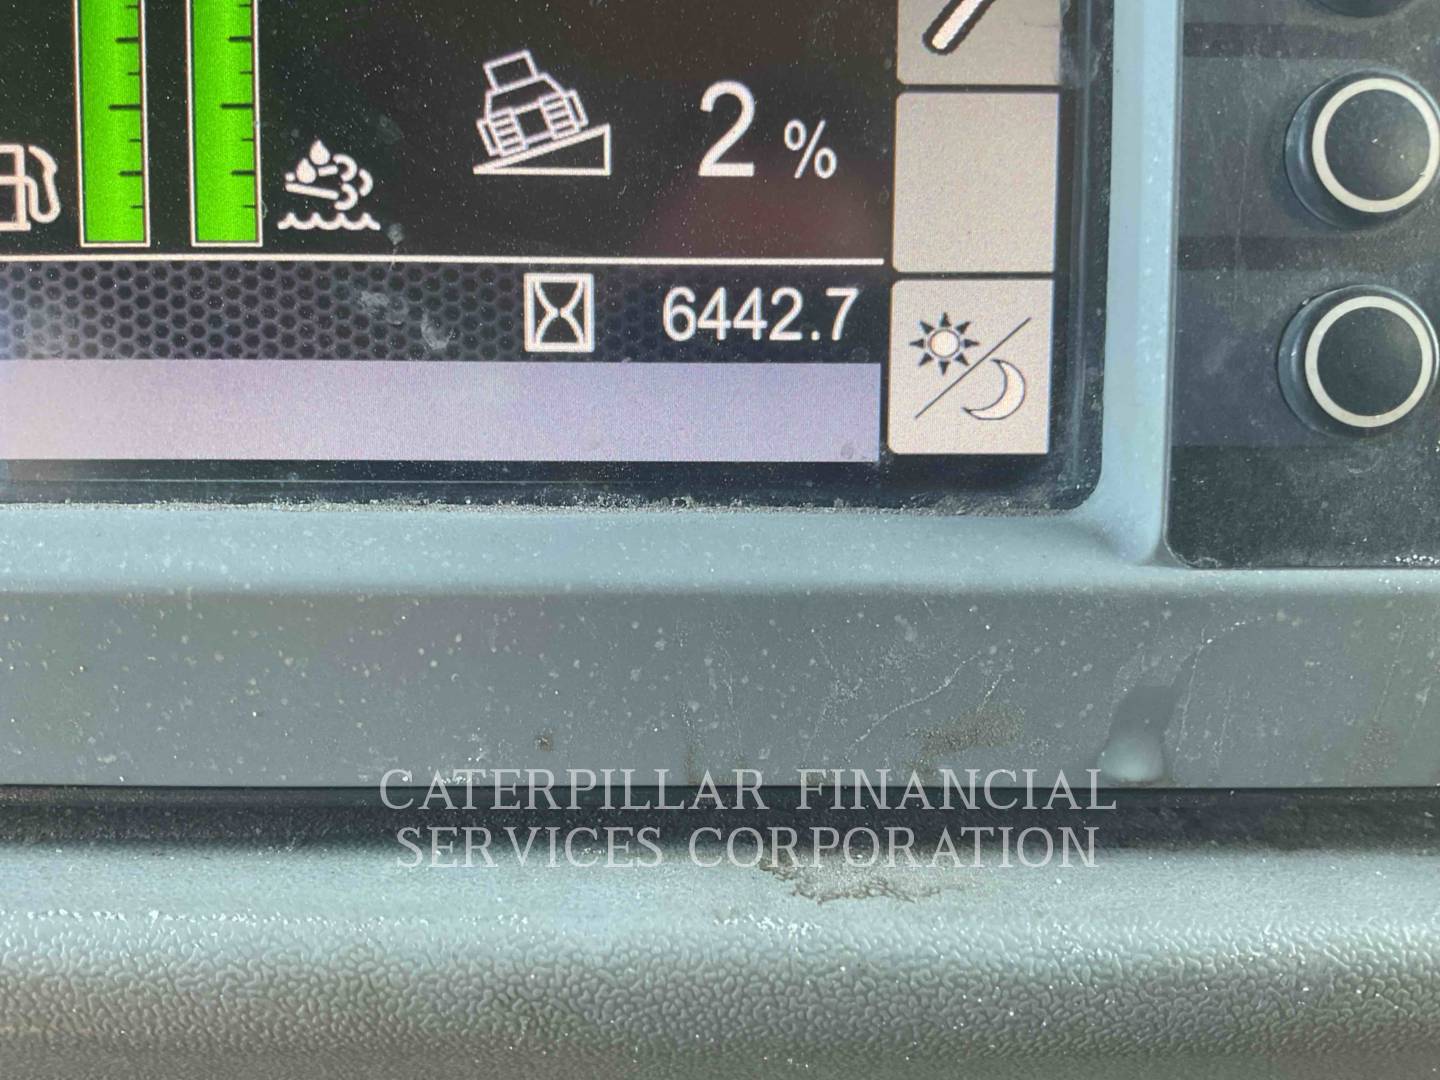 2 %
6442.7
CATERPILLAR FINANCIAL
SERVICES CORPORATION